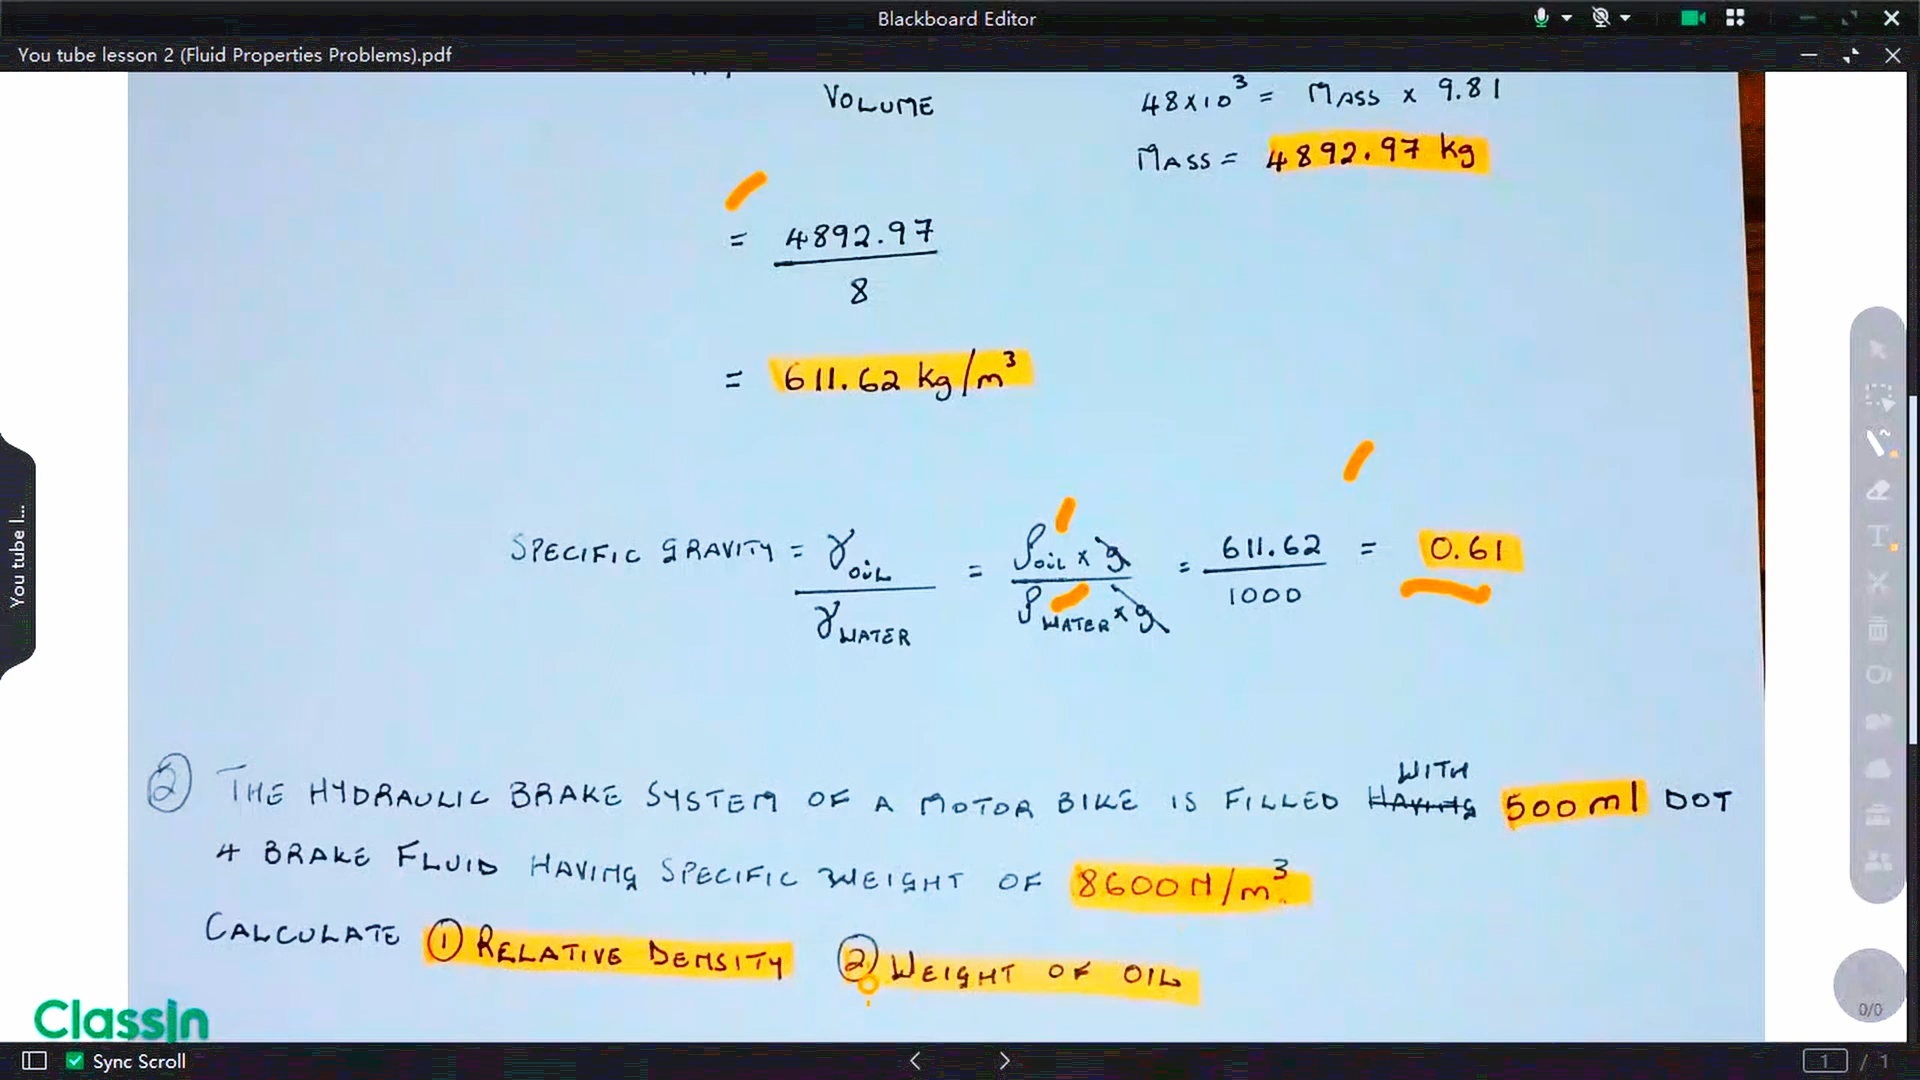 Blackboard Editor
You tube lesson 2 (Fluid Properties Problems).pdf
VOLUME
48×10³ = MASS × 9.81
MASS = 4892.97 kg
= 4892.97
8
= 611.62 kg/m³
SPECIFIC GRAVITY = γOIL / γWATER = ρOIL × g / ρWATER × g = 611.62 / 1000 = 0.61
You tube l...
② THE HYDRAULIC BRAKE SYSTEM OF A MOTOR BIKE IS FILLED HAVING WITH 500ml DOT
4 BRAKE FLUID HAVING SPECIFIC WEIGHT OF 8600N/m³.
CALCULATE ① RELATIVE DENSITY ② WEIGHT OF OIL
0/0
ClassIn
Sync Scroll
1 / 1